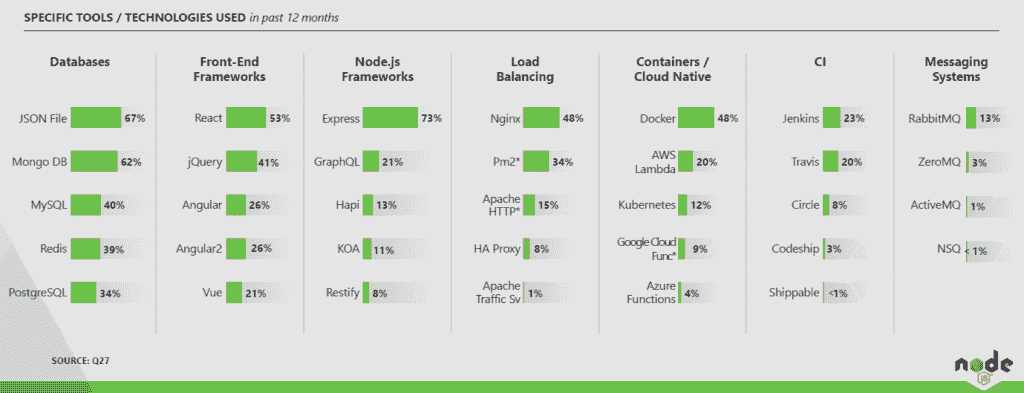 SPECIFIC TOOLS / TECHNOLOGIES USED in past 12 months
Databases
JSON File 67%
Mongo DB 62%
MySQL 40%
Redis 39%
PostgreSQL 34%
Front-End
Frameworks
React 53%
jQuery 41%
Angular 26%
Angular2 26%
Vue 21%
Node.js
Frameworks
Express 73%
GraphQL 21%
Hapi 13%
KOA 11%
Restify 8%
Load
Balancing
Nginx 48%
Pm2* 34%
Apache
HTTP* 15%
HA Proxy 8%
Apache
Traffic Sv 1%
Containers /
Cloud Native
Docker 48%
AWS
Lambda 20%
Kubernetes 12%
Google Cloud
Func* 9%
Azure
Functions 4%
CI
Jenkins 23%
Travis 20%
Circle 8%
Codeship 3%
Shippable <1%
Messaging
Systems
RabbitMQ 13%
ZeroMQ 3%
ActiveMQ 1%
NSQ < 1%
SOURCE: Q27
node
JS